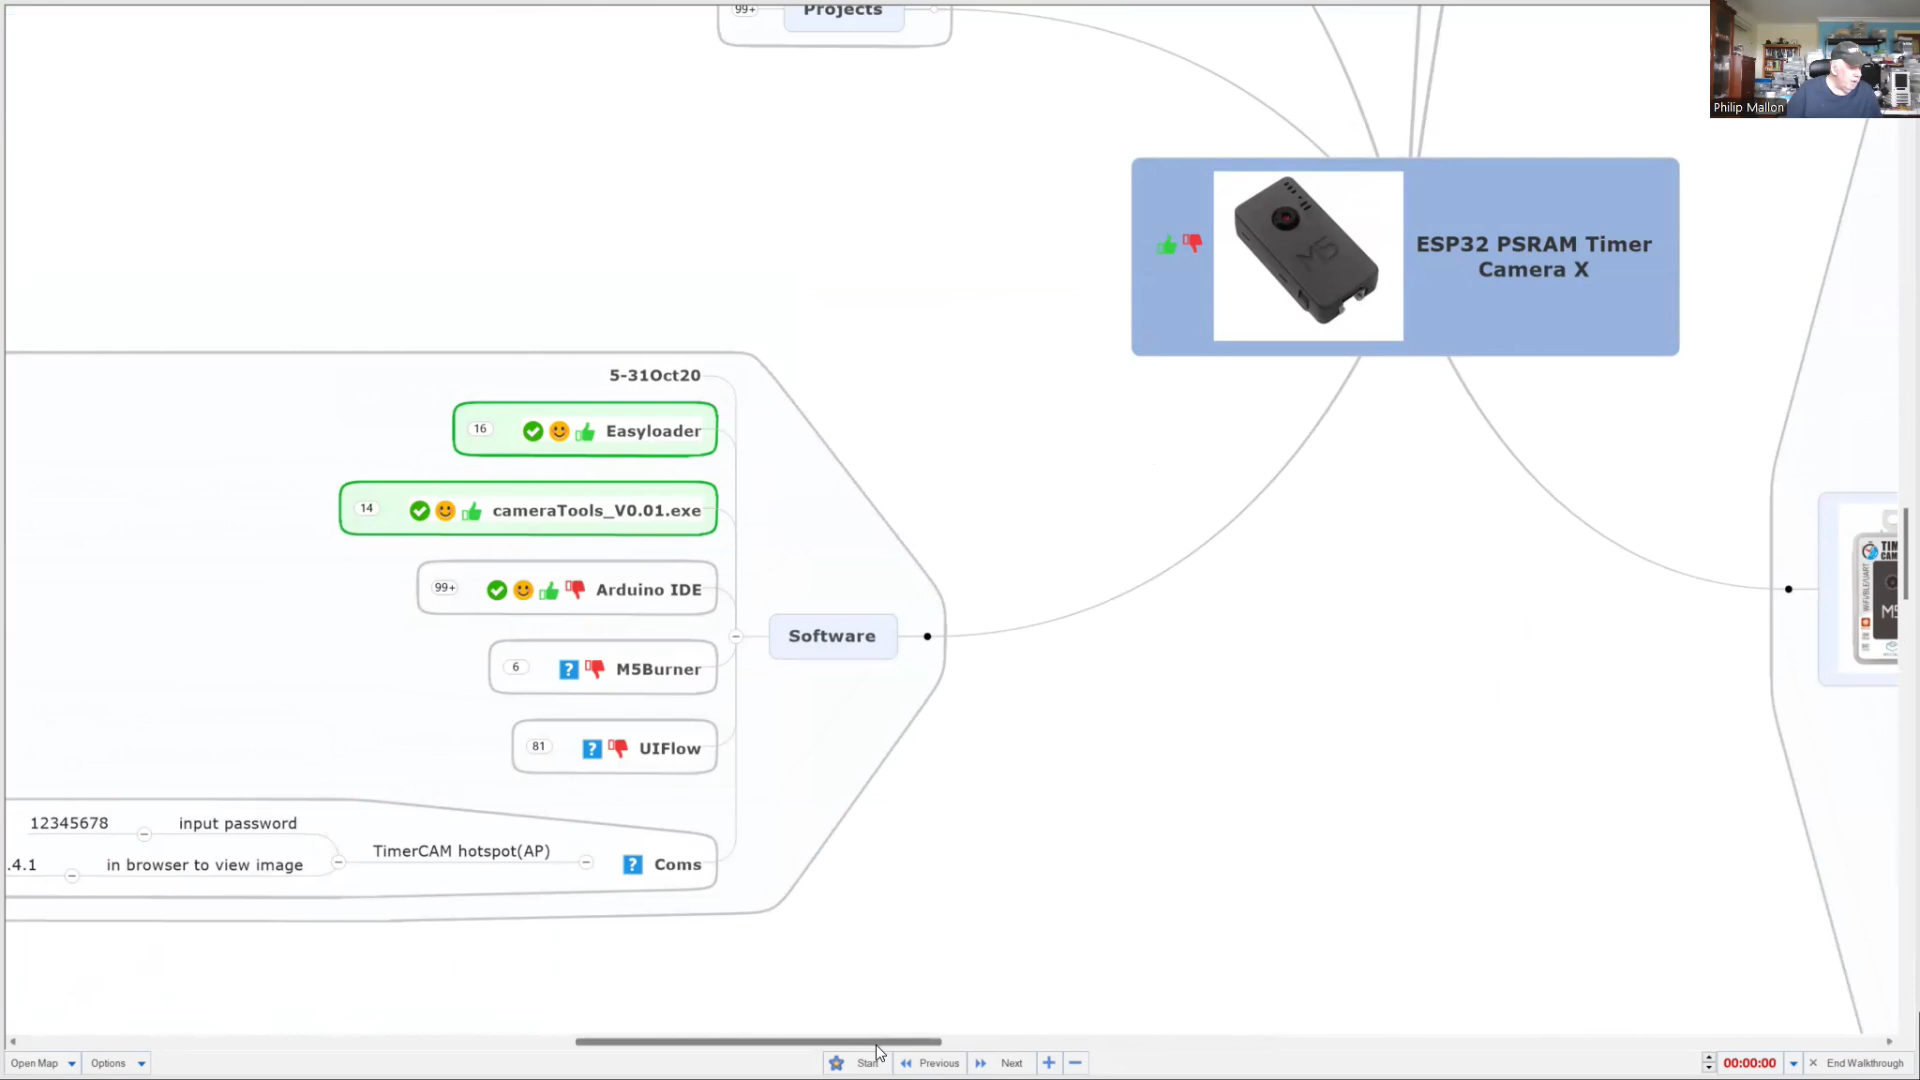 99+ Projects
Philip Mallon
M5
ESP32 PSRAM Timer
Camera X
5-31Oct20
16 Easyloader
14 cameraTools_V0.01.exe
99+ Arduino IDE
6 ? M5Burner
81 ? UIFlow
Software
12345678 input password
TimerCAM hotspot(AP)
.4.1 in browser to view image
? Coms
Open Map
Options
Start
Previous
Next
00:00:00
End Walkthrough